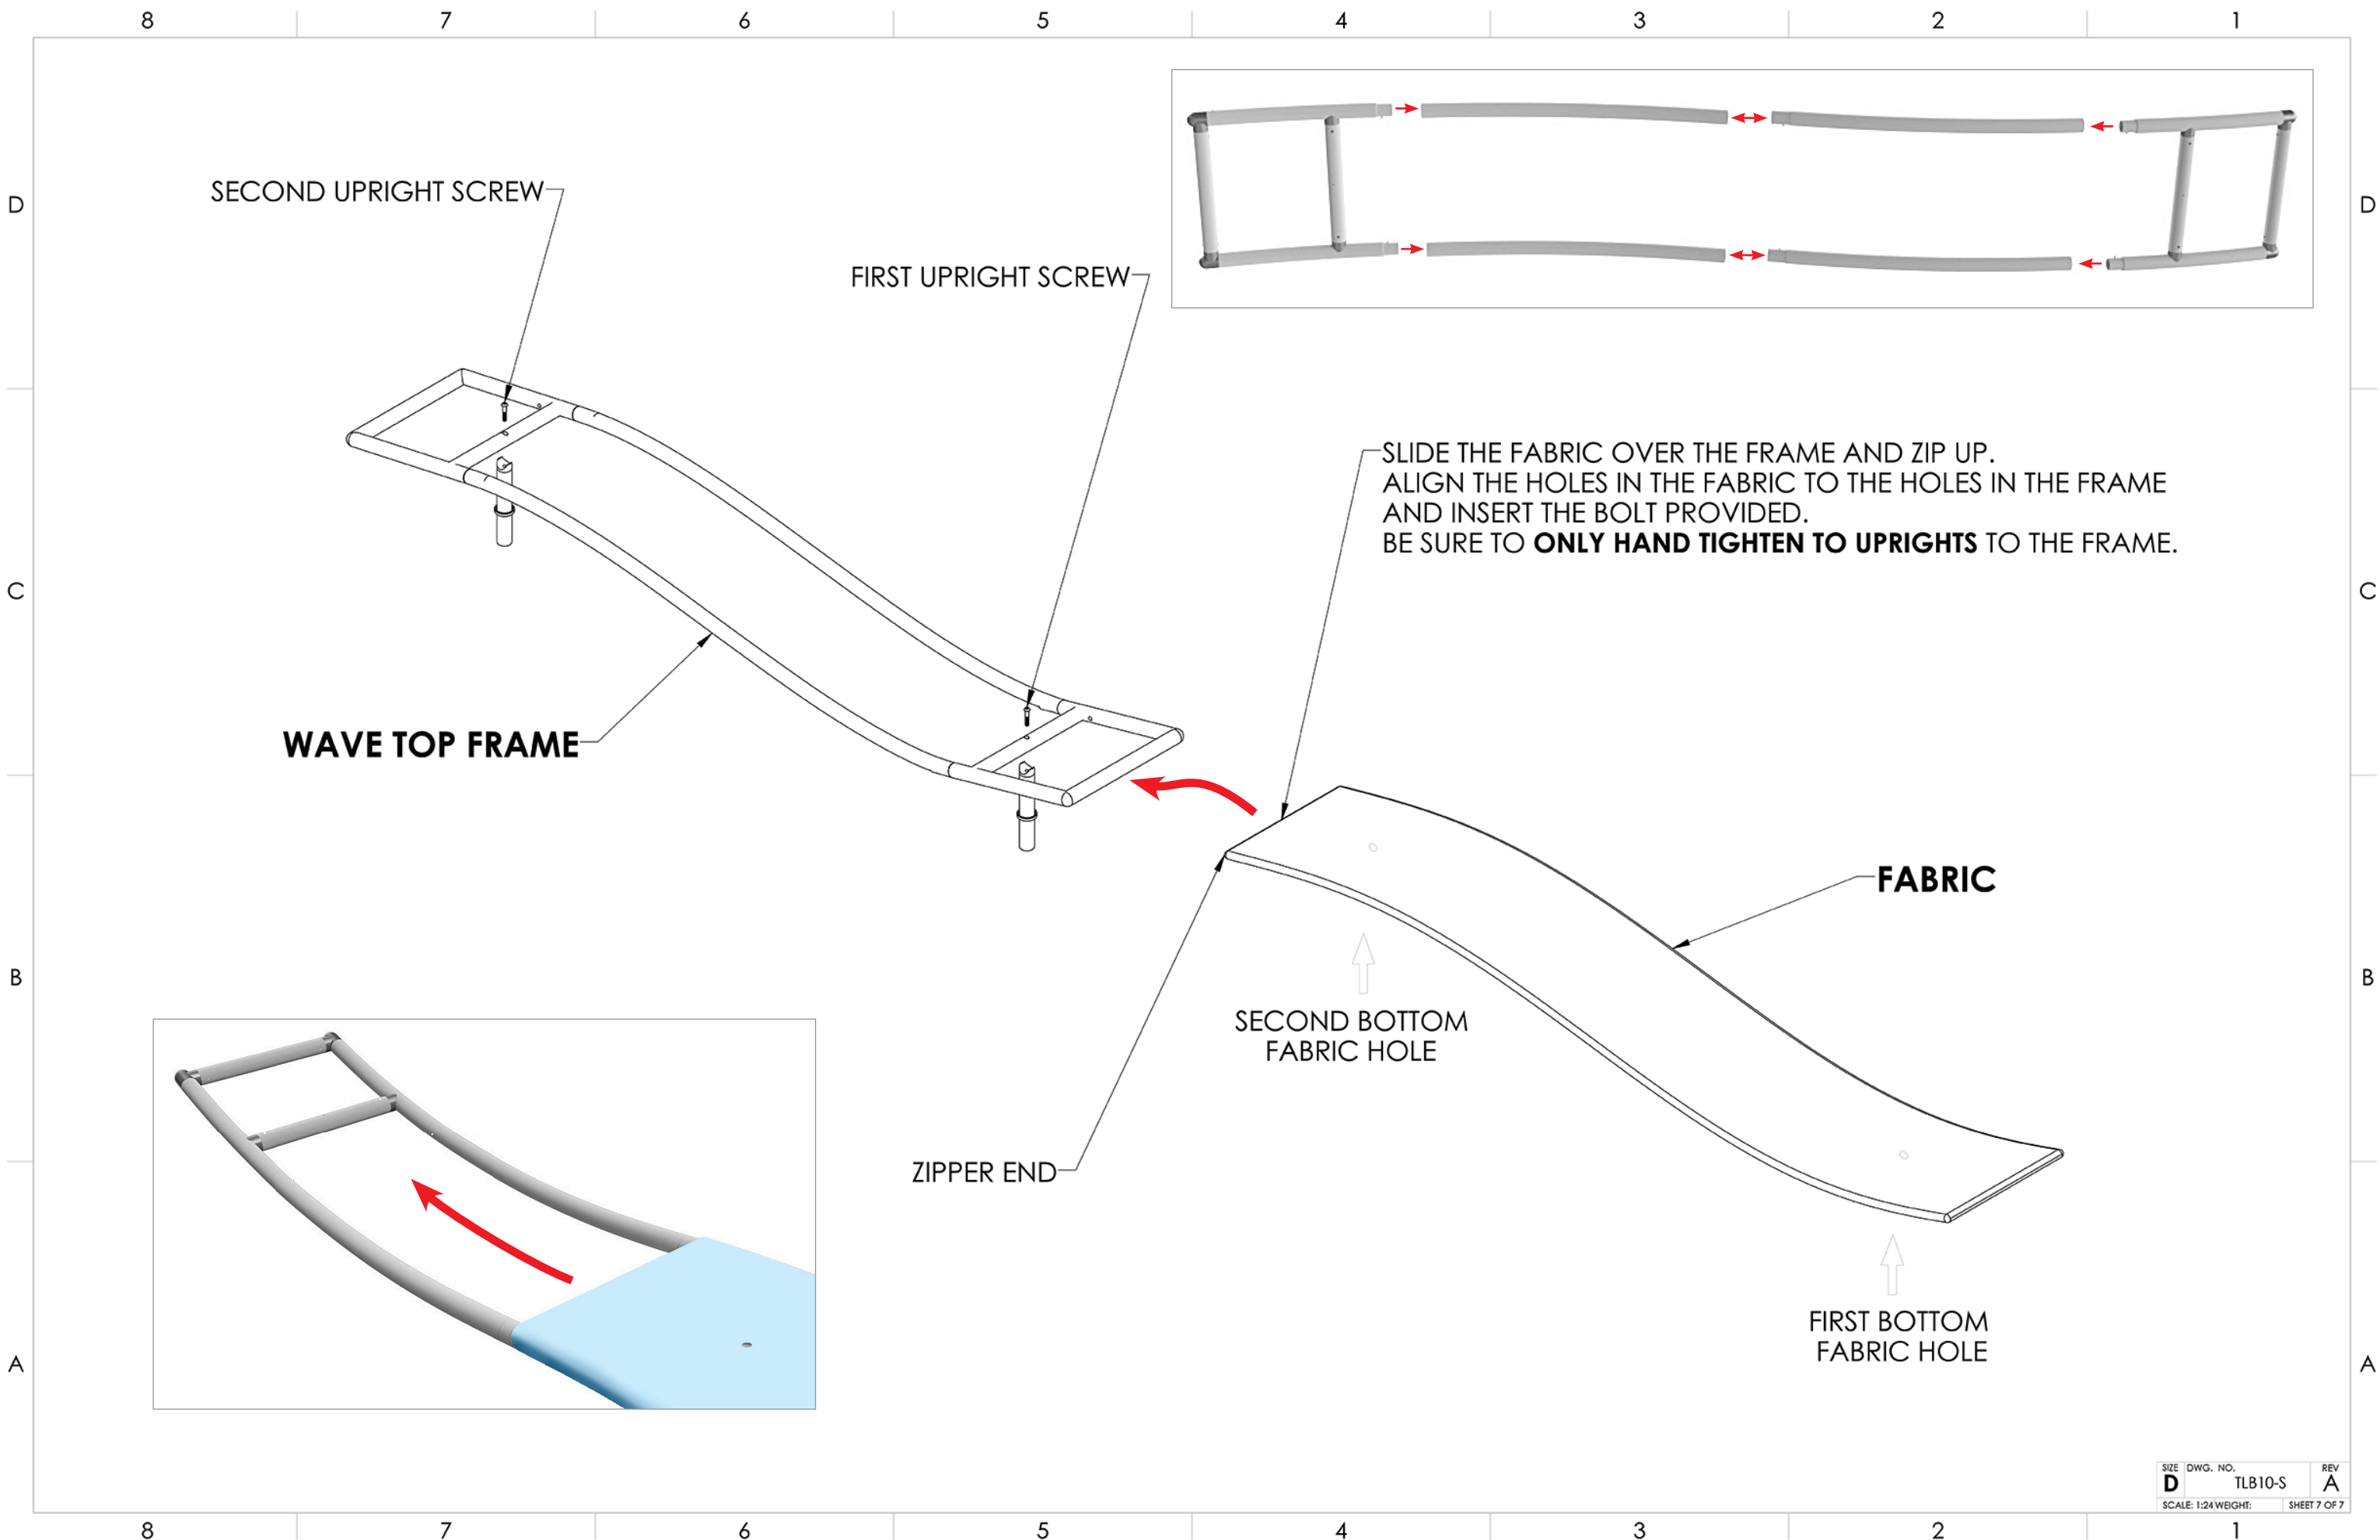 8 7 6 5 4 3 2 1
D D
SECOND UPRIGHT SCREW
FIRST UPRIGHT SCREW
SLIDE THE FABRIC OVER THE FRAME AND ZIP UP.
ALIGN THE HOLES IN THE FABRIC TO THE HOLES IN THE FRAME
AND INSERT THE BOLT PROVIDED.
BE SURE TO ONLY HAND TIGHTEN TO UPRIGHTS TO THE FRAME.
C C
WAVE TOP FRAME
FABRIC
B B
SECOND BOTTOM
FABRIC HOLE
ZIPPER END
FIRST BOTTOM
FABRIC HOLE
A A
SIZE DWG. NO. REV
D TLB10-S A
SCALE: 1:24 WEIGHT: SHEET 7 OF 7
8 7 6 5 4 3 2 1